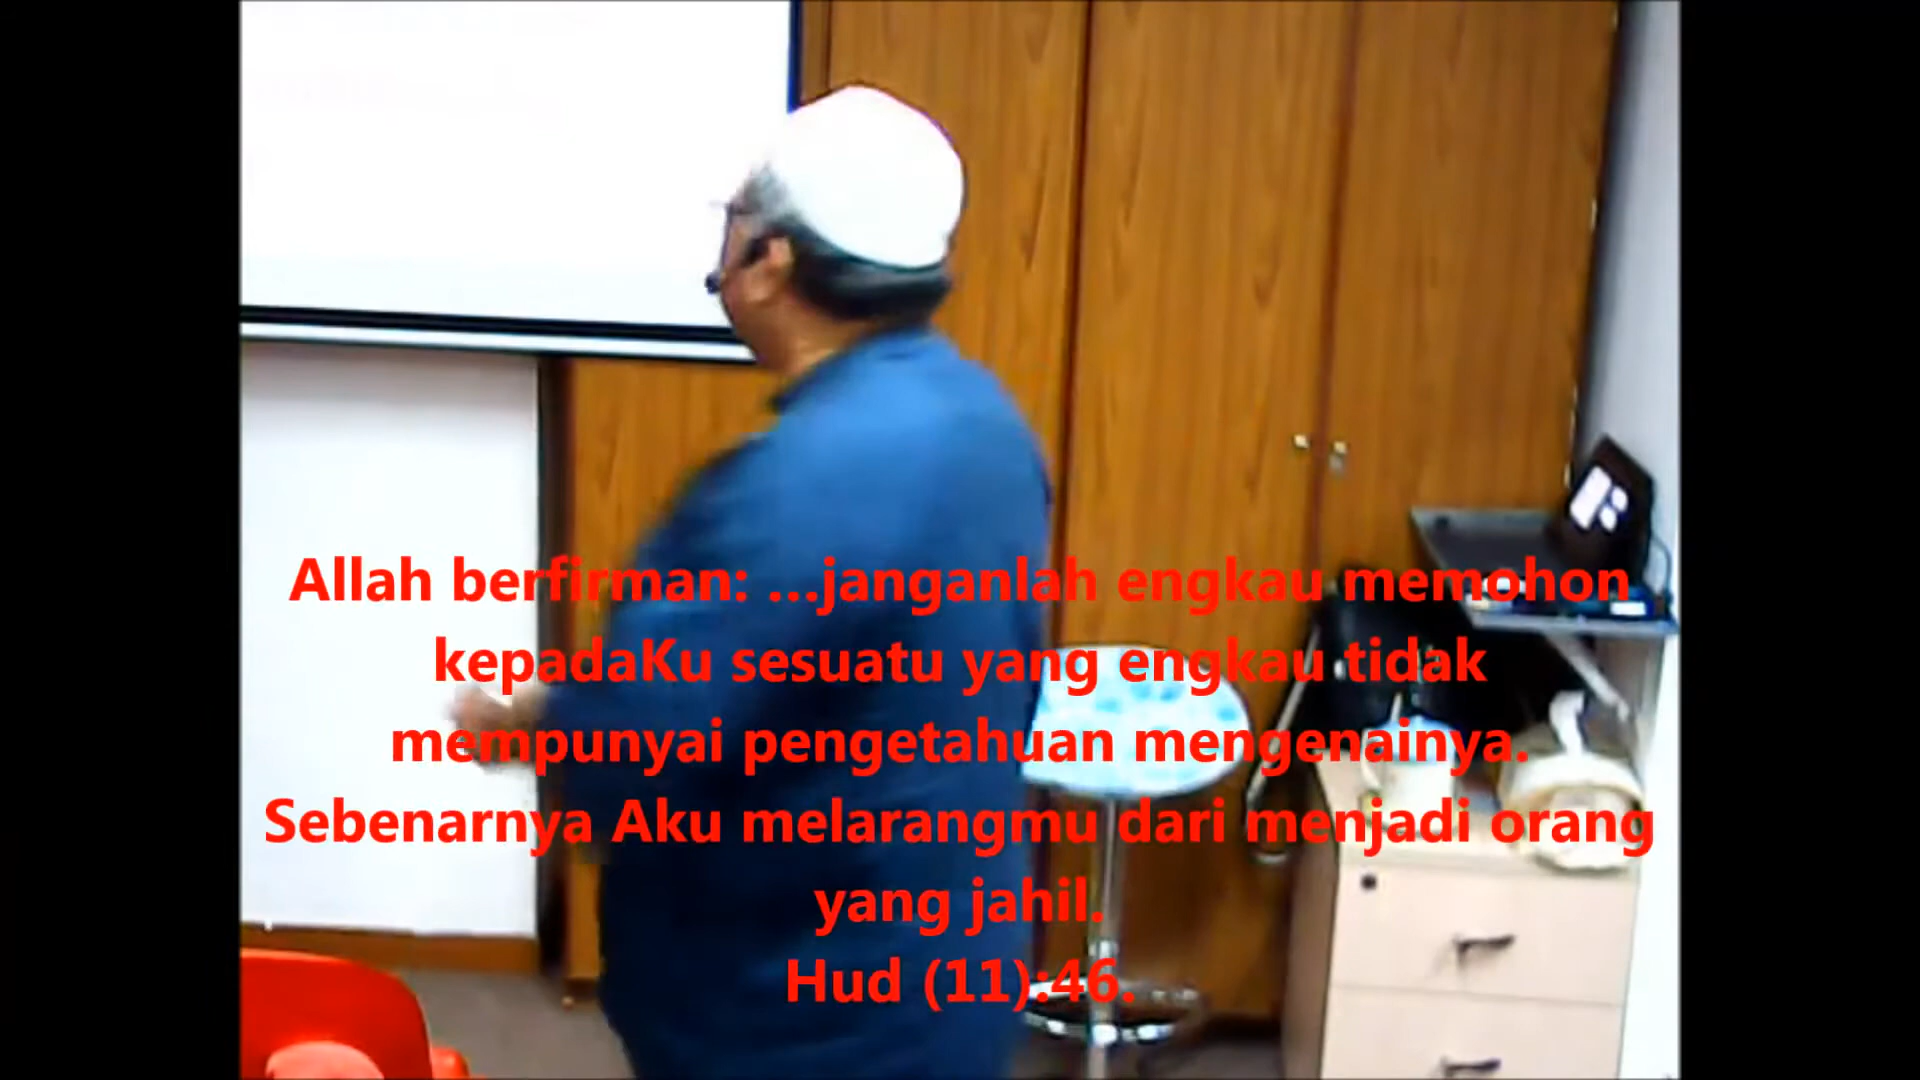 Allah berfirman: ...janganlah engkau memohon
kepadaKu sesuatu yang engkau tidak
mempunyai pengetahuan mengenainya.
Sebenarnya Aku melarangmu dari menjadi orang
yang jahil.
Hud (11):46.